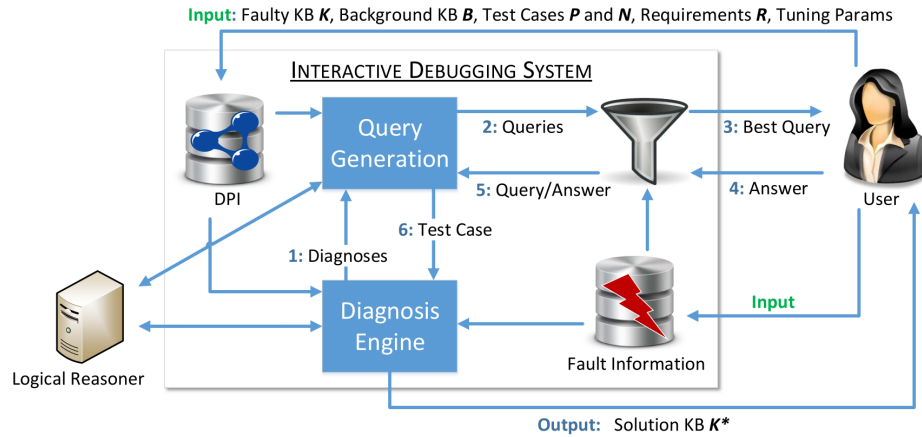 Input: Faulty KB K, Background KB B, Test Cases P and N, Requirements R, Tuning Params
INTERACTIVE DEBUGGING SYSTEM
Query
Generation
2: Queries
3: Best Query
5: Query/Answer
4: Answer
DPI
User
6: Test Case
1: Diagnoses
Input
Diagnosis
Engine
Logical Reasoner
Fault Information
Output: Solution KB K*